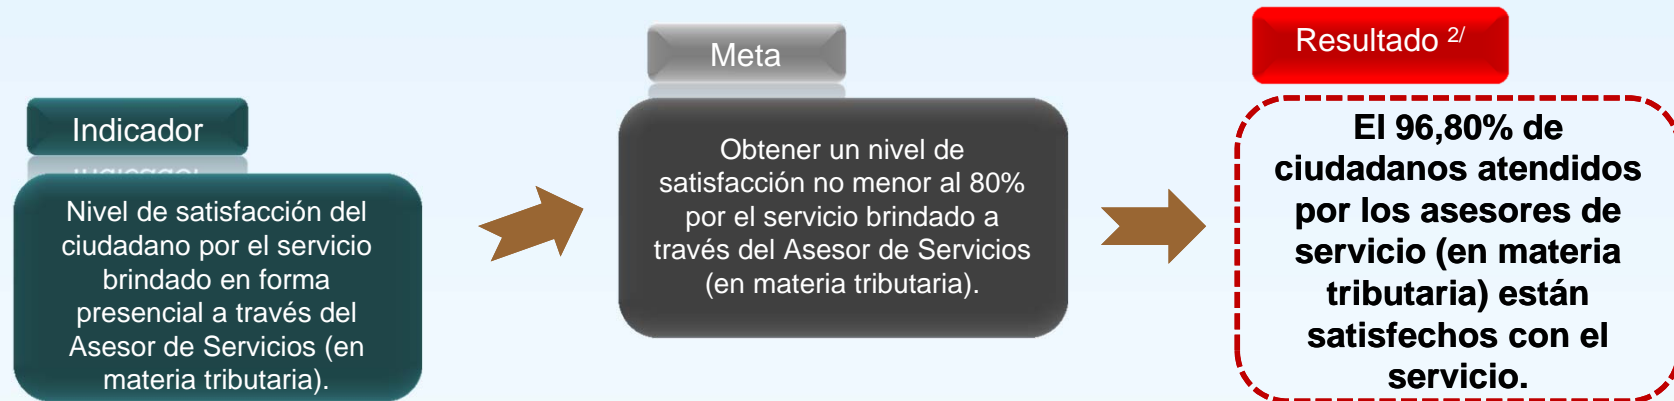 Indicador
Nivel de satisfacción del
ciudadano por el servicio
brindado en forma
presencial a través del
Asesor de Servicios (en
materia tributaria).
Meta
Obtener un nivel de
satisfacción no menor al 80%
por el servicio brindado a
través del Asesor de Servicios
(en materia tributaria).
Resultado 2/
El 96,80% de
ciudadanos atendidos
por los asesores de
servicio (en materia
tributaria) están
satisfechos con el
servicio.